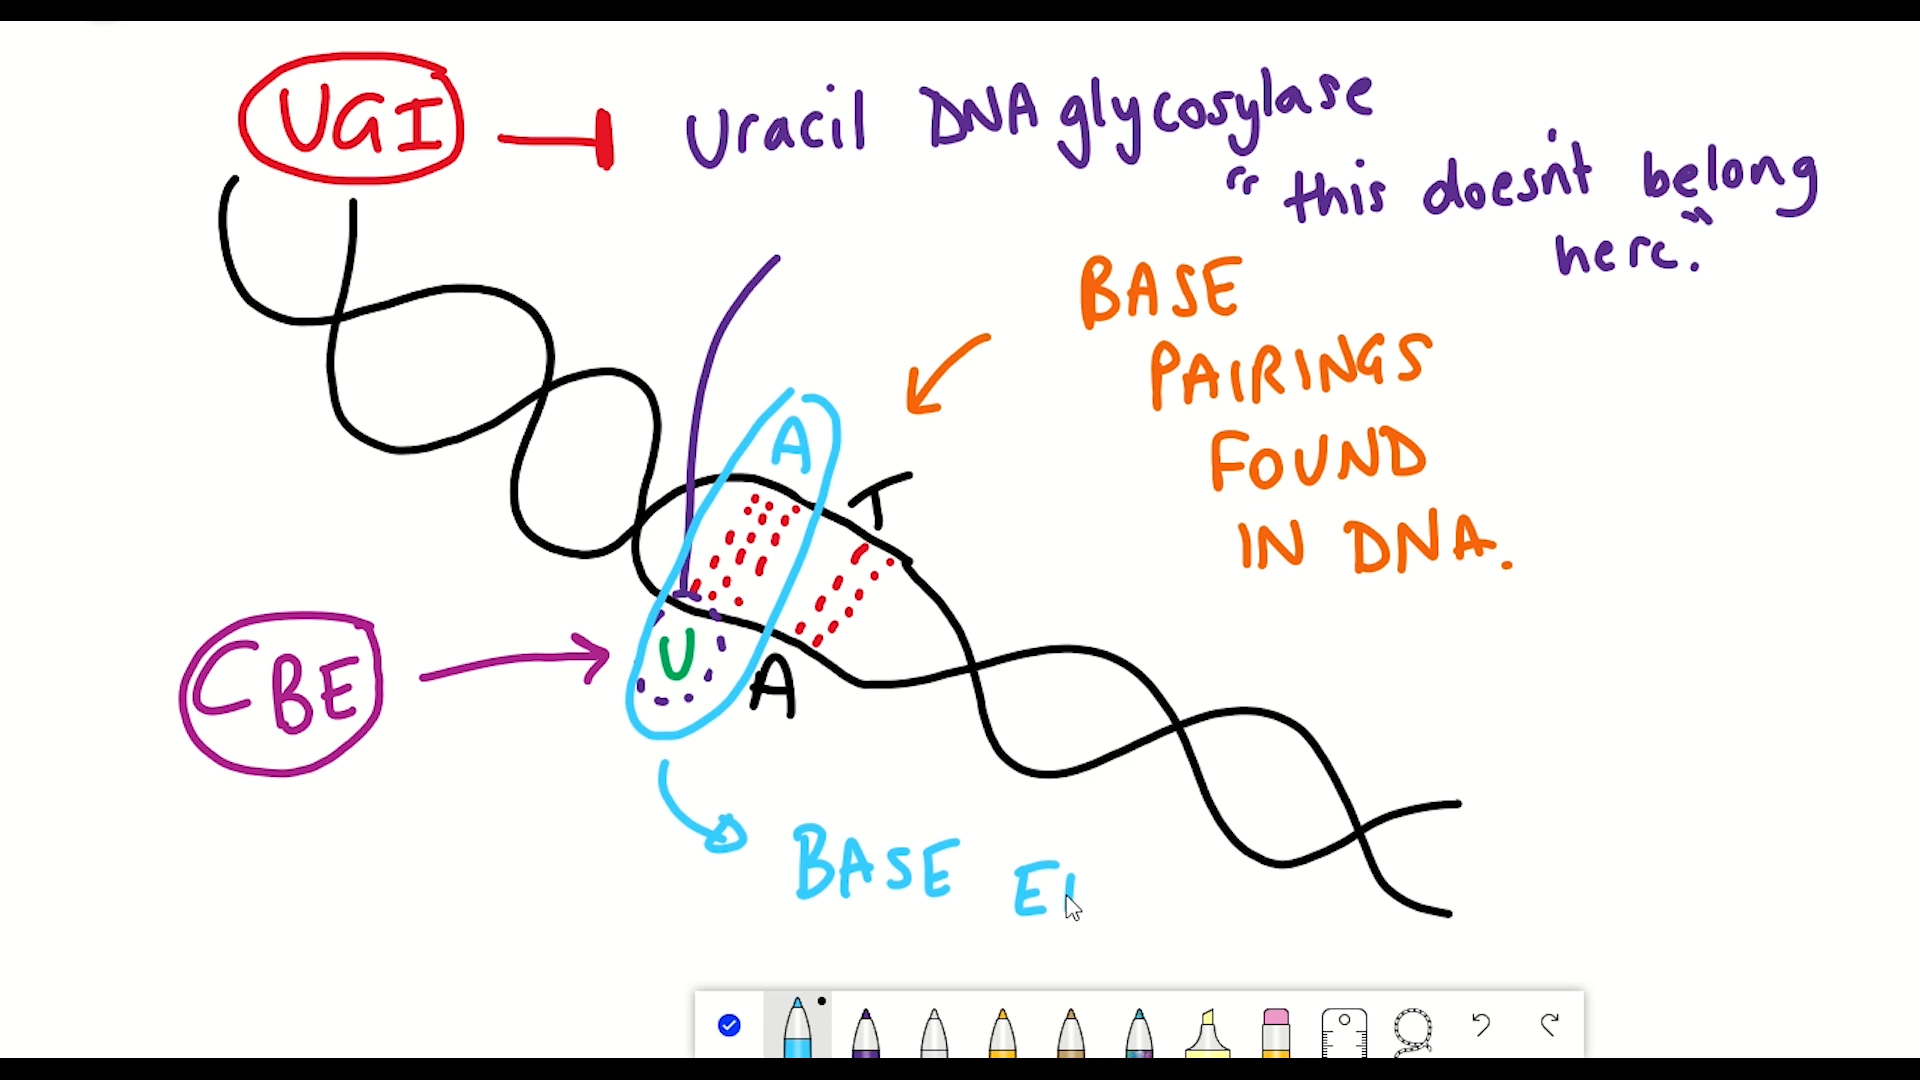 UGI
Uracil DNA glycosylase
"this doesn't belong
here."
BASE
PAIRINGS
FOUND
IN DNA.
A
T
U
A
CBE
BASE E